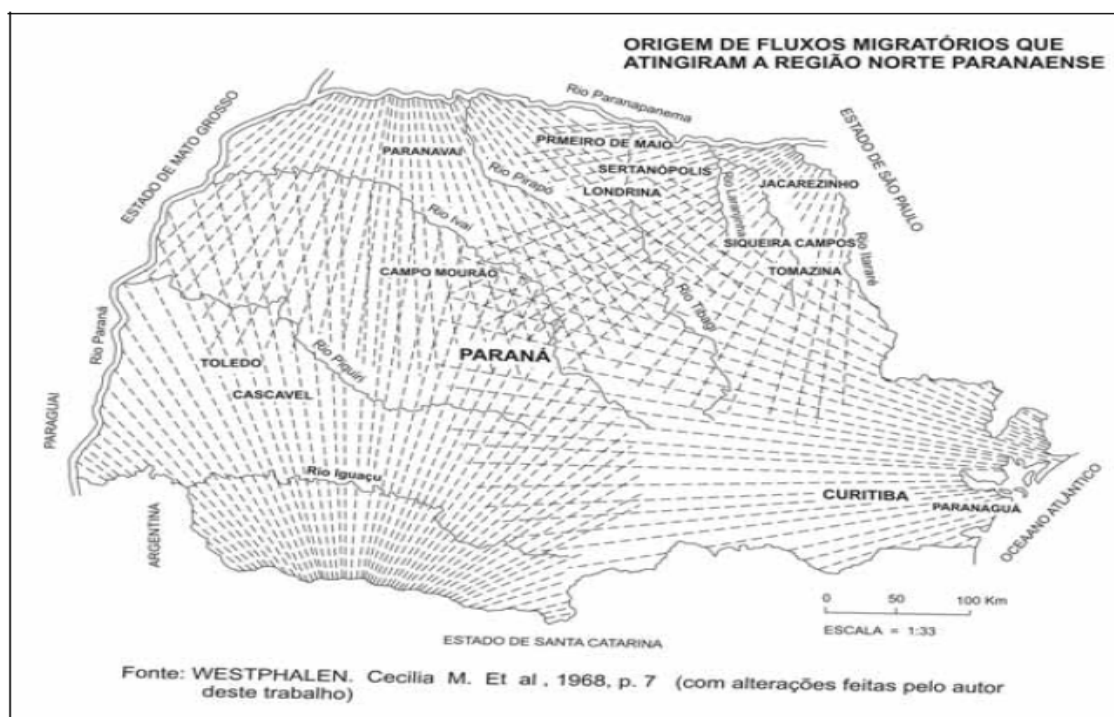 ORIGEM DE FLUXOS MIGRATÓRIOS QUE
ATINGIRAM A REGIÃO NORTE PARANAENSE
ESTADO DE MATO GROSSO
Rio Paranapanema
ESTADO DE SÃO PAULO
PARANAVAÍ
PRMEIRO DE MAIO
SERTANÓPOLIS
LONDRINA
JACAREZINHO
Rio Pirapó
Rio Laranjinha
Rio Ivaí
SIQUEIRA CAMPOS
Rio Itararé
CAMPO MOURÃO
TOMAZINA
Rio Tibagi
Rio Paraná
TOLEDO
Rio Piquiri
PARANÁ
CASCAVEL
PARAGUAI
Rio Iguaçu
CURITIBA
PARANAGUÁ
ARGENTINA
OCEAANO ATLÂNTICO
0 50 100 Km
ESCALA = 1:33
ESTADO DE SANTA CATARINA
Fonte: WESTPHALEN. Cecilia M. Et al , 1968, p. 7 (com alterações feitas pelo autor
deste trabalho)